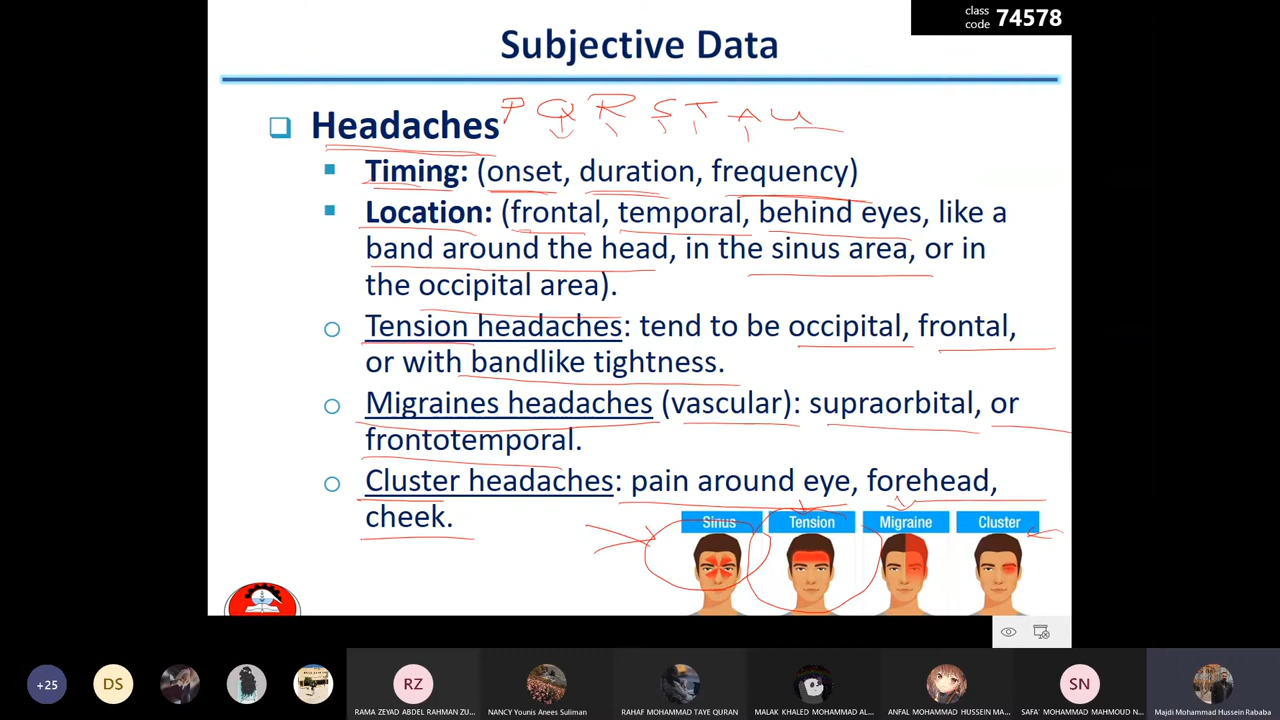 class
code 74578
Subjective Data
Headaches P Q R S T A U
Timing: (onset, duration, frequency)
Location: (frontal, temporal, behind eyes, like a
band around the head, in the sinus area, or in
the occipital area).
Tension headaches: tend to be occipital, frontal,
or with bandlike tightness.
Migraines headaches (vascular): supraorbital, or
frontotemporal.
Cluster headaches: pain around eye, forehead,
cheek.
Sinus Tension Migraine Cluster
+25 DS RZ SN
RAMA ZEYAD ABDEL RAHMAN ZU... NANCY Younis Anees Suliman RAHAF MOHAMMAD TAYE QURAN MALAK KHALED MOHAMMAD AL... ANFAL MOHAMMAD HUSSEIN MA... SAFA' MOHAMMAD MAHMOUD N... Majdi Mohammad Hussein Rababa